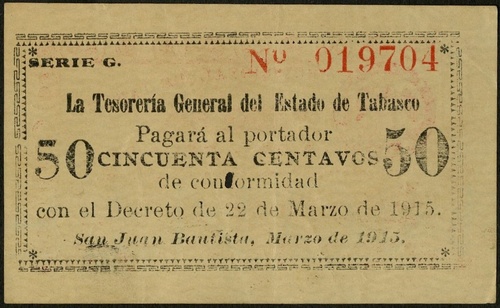 SERIE G. Nº 019704
La Tesorería General del Estado de Tabasco
Pagará al portador
50 CINCUENTA CENTAVOS 50
de conformidad
con el Decreto de 22 de Marzo de 1915.
San Juan Bautista, Marzo de 1915.